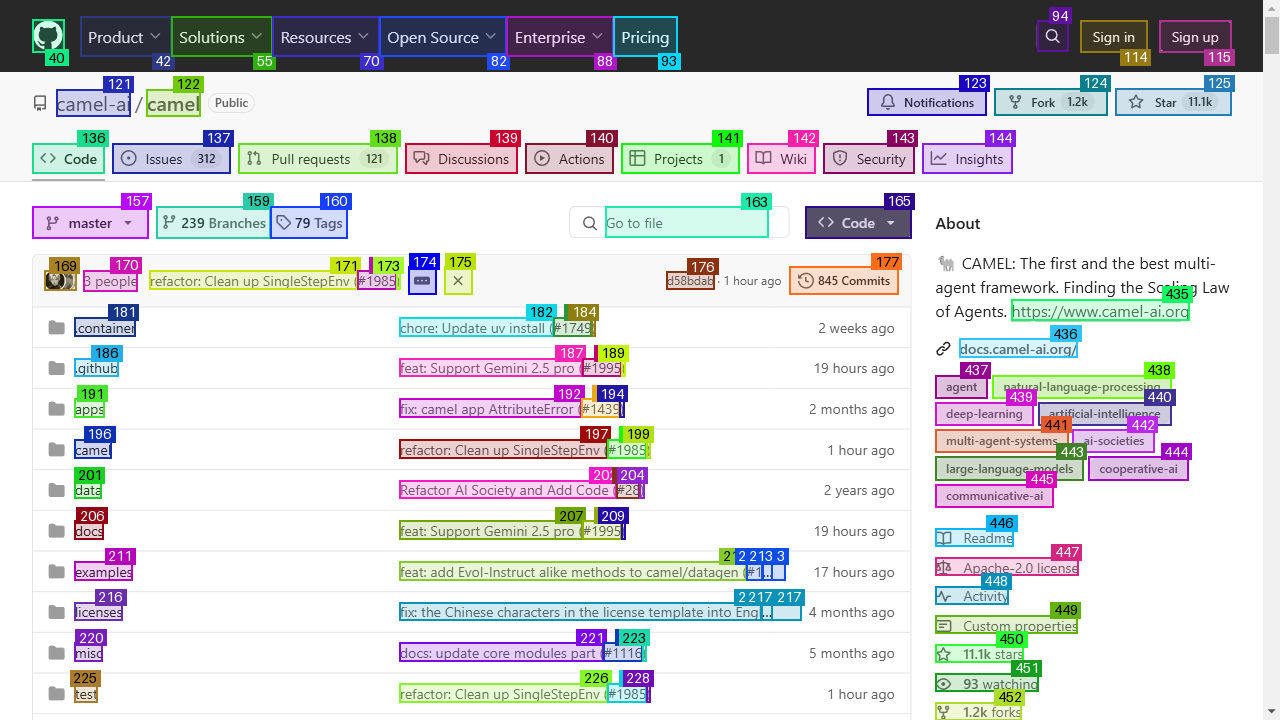 94
Product Solutions Resources Open Source Enterprise Pricing Sign in Sign up
40 42 55 70 82 88 93 114 115
121 122 123 124 125
camel-ai / camel Public Notifications Fork 1.2k Star 11.1k
136 137 138 139 140 141 142 143 144
Code Issues 312 Pull requests 121 Discussions Actions Projects 1 Wiki Security Insights
157 159 160 163 165
master 239 Branches 79 Tags Go to file Code
About
169 170 171 173 174 175 176 177
3 people refactor: Clean up SingleStepEnv (#1985) d58bdab · 1 hour ago 845 Commits
181 182 184
.container chore: Update uv install (#1749) 2 weeks ago
186 187 189
.github feat: Support Gemini 2.5 pro (#1995) 19 hours ago
191 192 194
apps fix: camel app AttributeError (#1439) 2 months ago
196 197 199
camel refactor: Clean up SingleStepEnv (#1985) 1 hour ago
201 202 204
data Refactor AI Society and Add Code (#28) 2 years ago
206 207 209
docs feat: Support Gemini 2.5 pro (#1995) 19 hours ago
211 213
examples feat: add Evol-Instruct alike methods to camel/datagen (#1... 17 hours ago
216 217 217
licenses fix: the Chinese characters in the license template into Eng... 4 months ago
220 221 223
misc docs: update core modules part (#1116) 5 months ago
225 226 228
test refactor: Clean up SingleStepEnv (#1985) 1 hour ago
CAMEL: The first and the best multi-
agent framework. Finding the Scaling Law
435
of Agents. https://www.camel-ai.org
436
docs.camel-ai.org/
437 438
agent natural-language-processing
439 440
deep-learning artificial-intelligence
441 442
multi-agent-systems ai-societies
443 444
large-language-models cooperative-ai
445
communicative-ai
446
Readme
447
Apache-2.0 license
448
Activity
449
Custom properties
450
11.1k stars
451
93 watching
452
1.2k forks